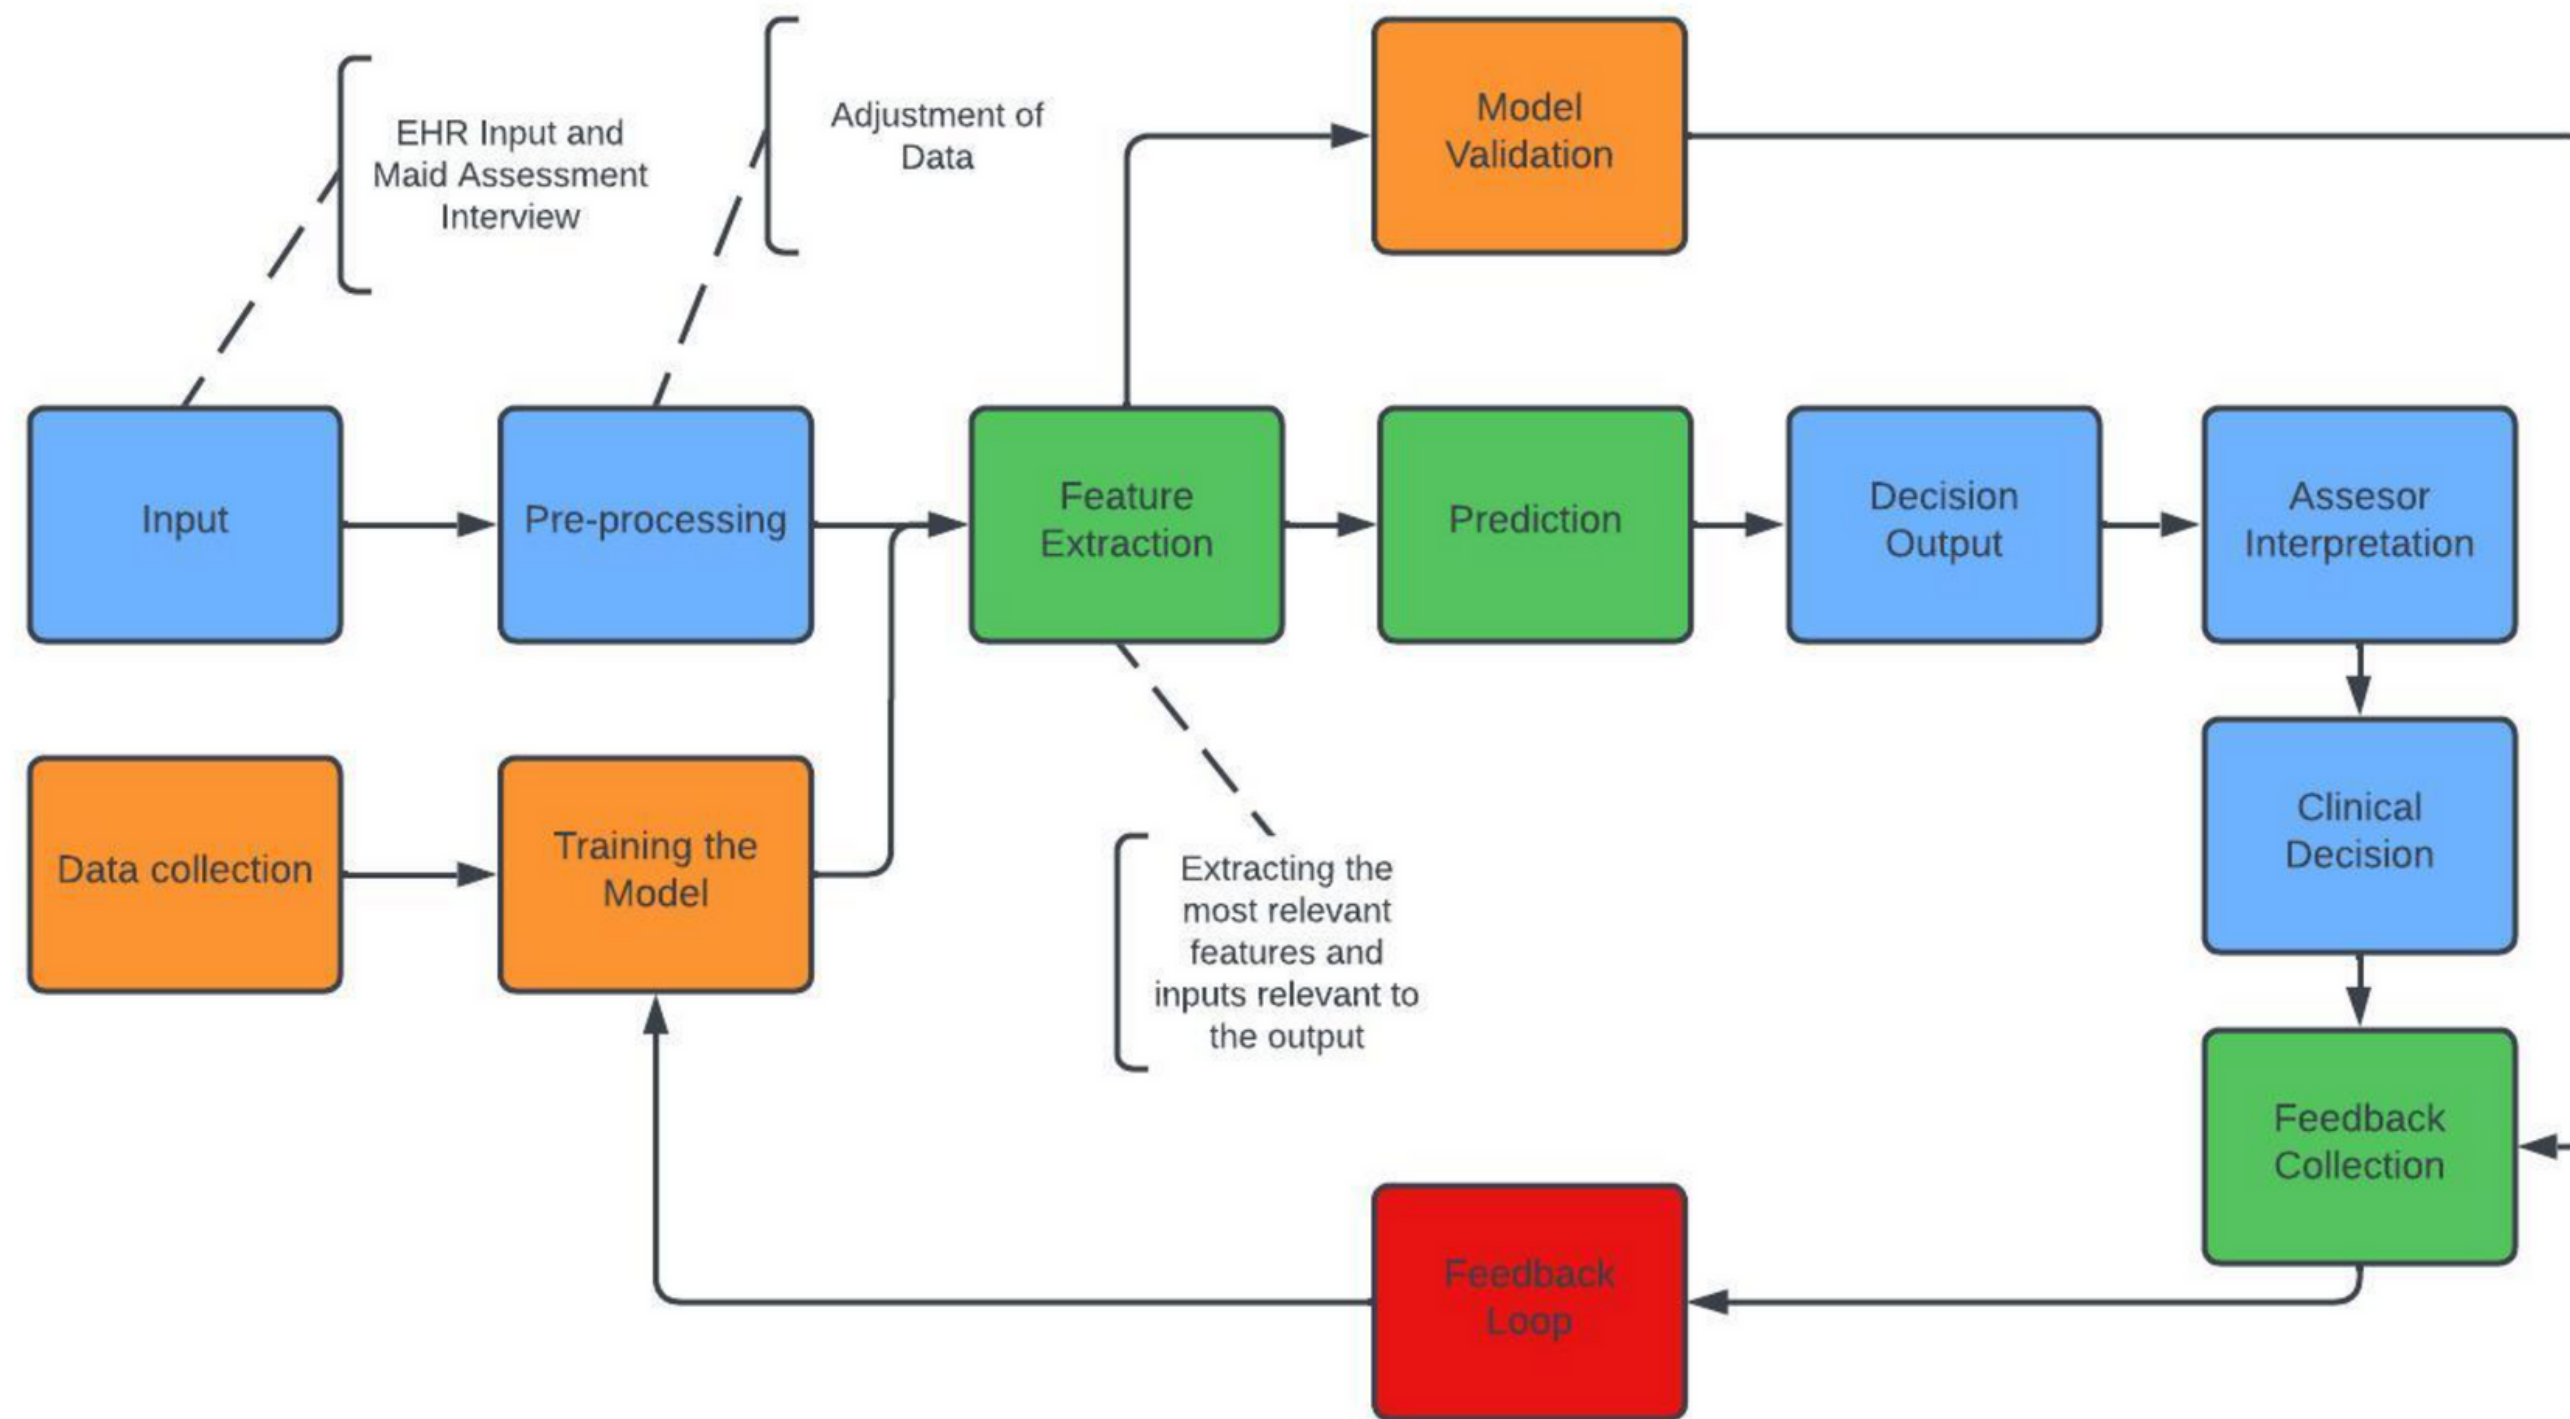 EHR Input and
Maid Assessment
Interview
Adjustment of
Data
Model
Validation
Input
Pre-processing
Feature
Extraction
Prediction
Decision
Output
Assesor
Interpretation
Data collection
Training the
Model
Extracting the
most relevant
features and
inputs relevant to
the output
Clinical
Decision
Feedback
Collection
Feedback
Loop